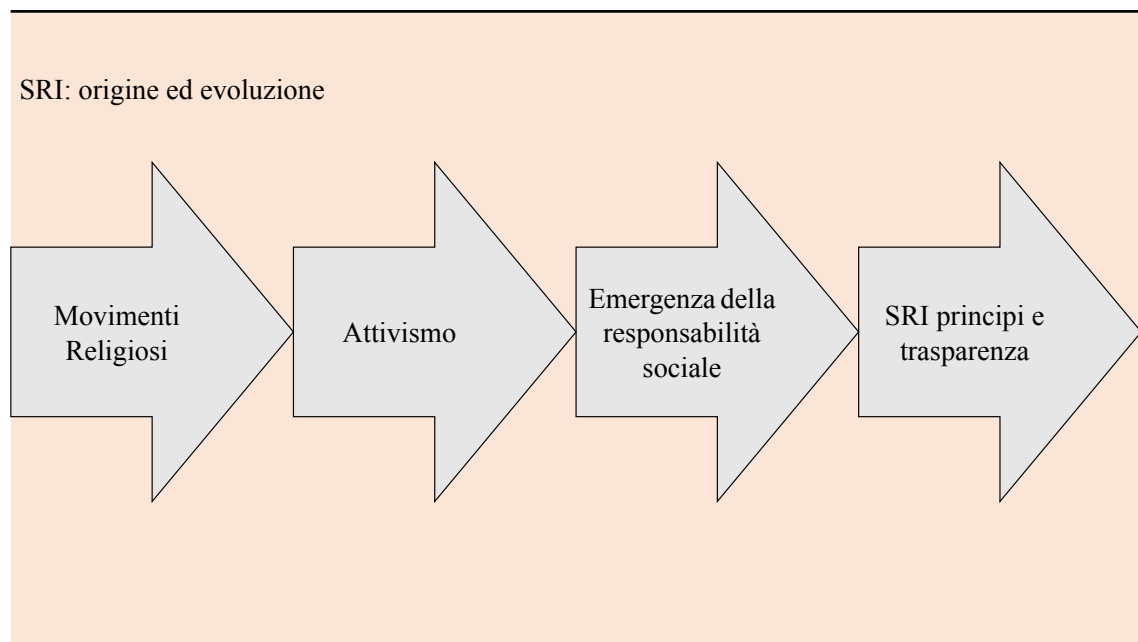 SRI: origine ed evoluzione
Movimenti
Religiosi
Attivismo
Emergenza della
responsabilità
sociale
SRI principi e
trasparenza